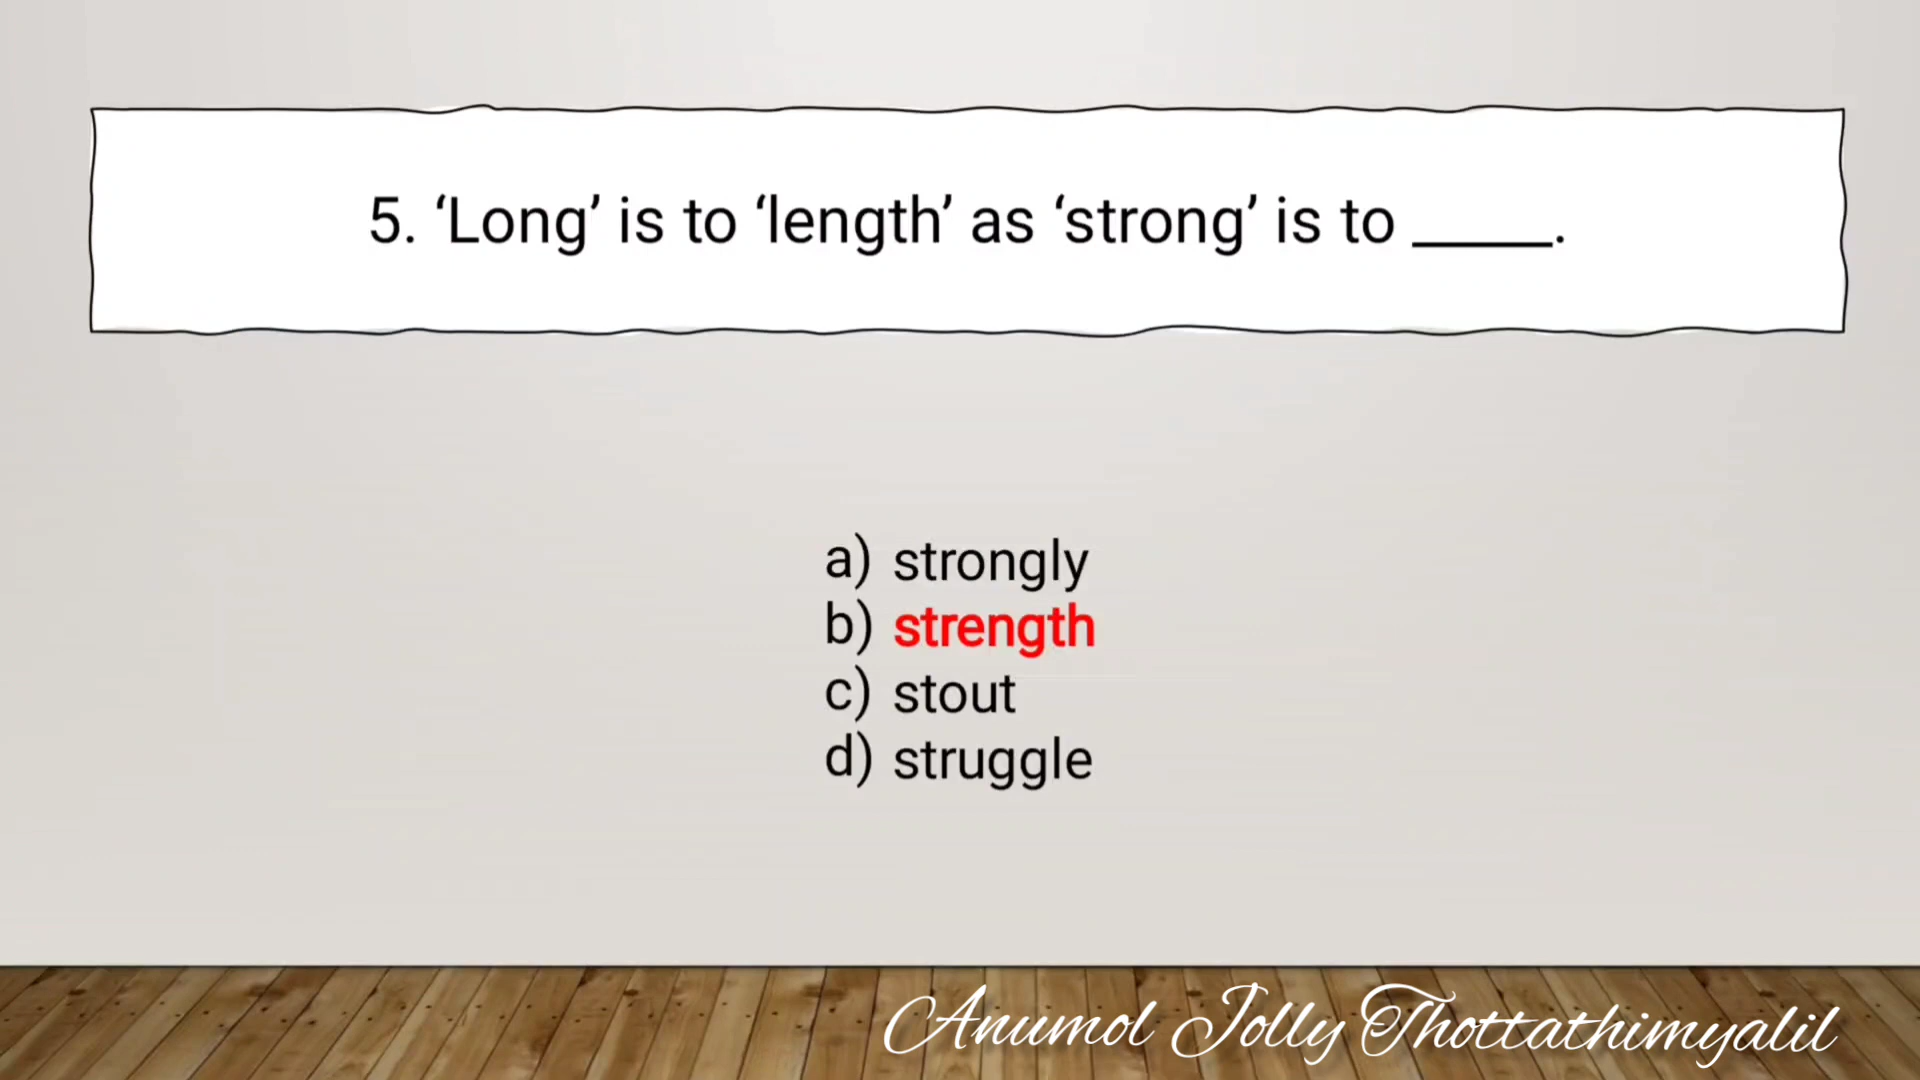 5. ‘Long’ is to ‘length’ as ‘strong’ is to _____.
a) strongly
b) strength
c) stout
d) struggle
Anumol Jolly Thottathimyalil